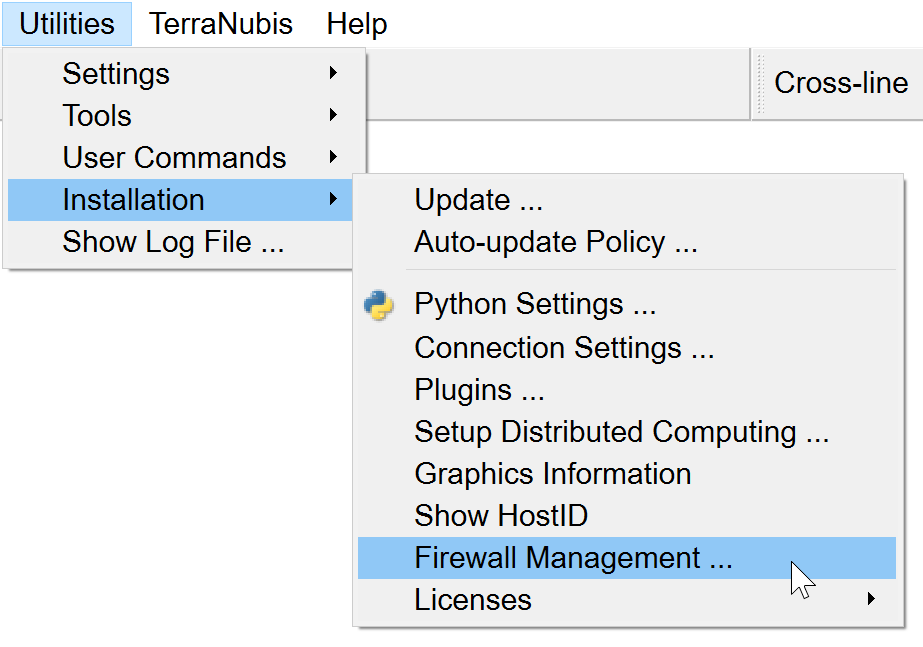 Utilities TerraNubis Help
Settings
Tools
User Commands
Installation
Show Log File ...
Cross-line
Update ...
Auto-update Policy ...
Python Settings ...
Connection Settings ...
Plugins ...
Setup Distributed Computing ...
Graphics Information
Show HostID
Firewall Management ...
Licenses